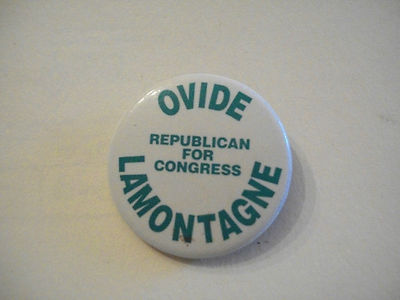 OVIDE
REPUBLICAN
FOR
CONGRESS
LAMONTAGNE